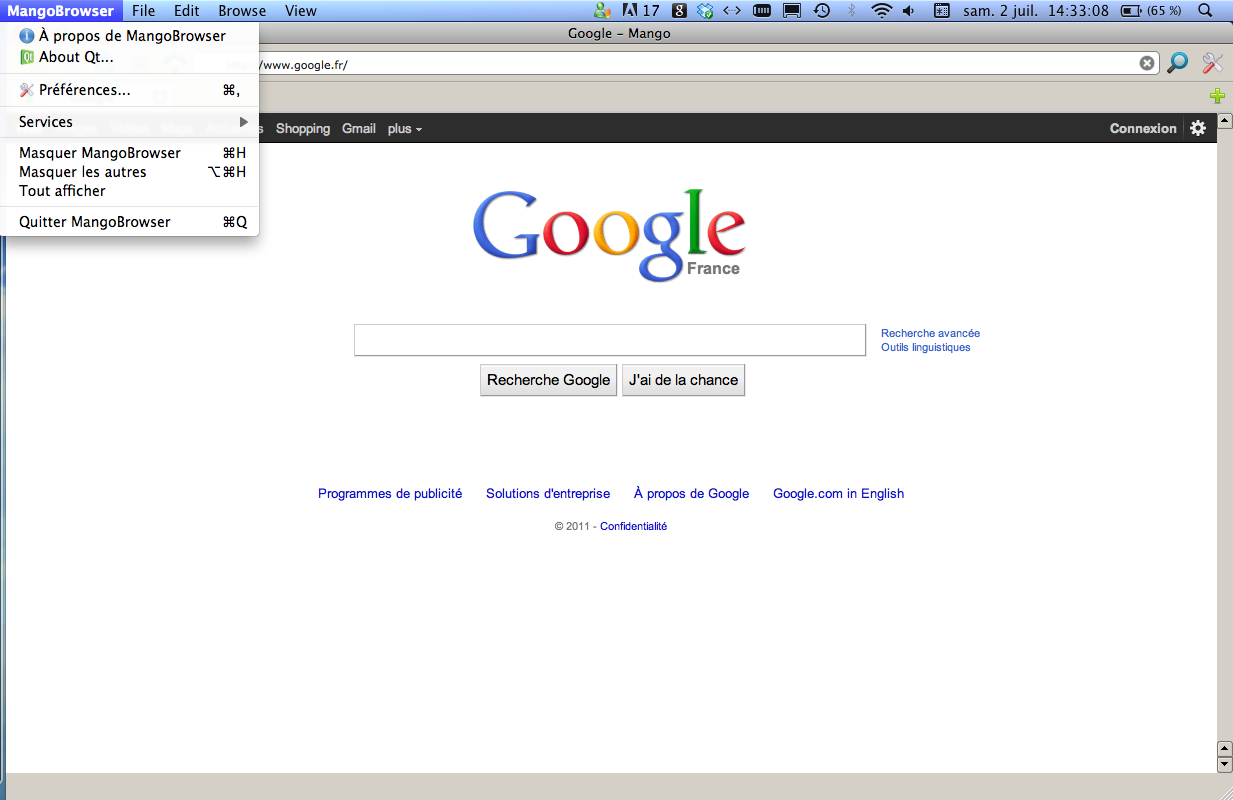 MangoBrowser File Edit Browse View 17 sam. 2 juil. 14:33:08 (65 %)
Google – Mango
À propos de MangoBrowser
About Qt...
/www.google.fr/
Préférences... ⌘,
Services
Shopping Gmail plus Connexion
Masquer MangoBrowser ⌘H
Masquer les autres ⌥⌘H
Tout afficher
Quitter MangoBrowser ⌘Q
Google
France
Recherche avancée
Outils linguistiques
Recherche Google J'ai de la chance
Programmes de publicité Solutions d'entreprise À propos de Google Google.com in English
© 2011 - Confidentialité